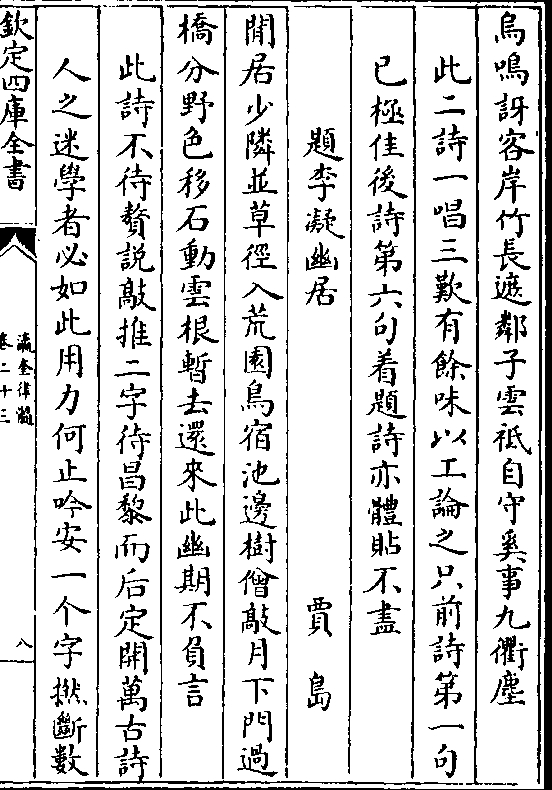 烏鳴訝客岸竹長遮鄰子雲祗自守奚事九衢塵
此二詩一唱三歎有餘味以工論之只前詩第一句
已極佳後詩第六句着題詩亦體貼不盡
題李凝幽居 賈島
閒居少隣並草徑入荒園鳥宿池邊樹僧敲月下門過
橋分野色移石動雲根暫去還來此幽期不負言
此詩不待贅說敲推二字待昌黎而后定開萬古詩
人之迷學者必如此用力何止吟安一个字撚斷數
欽定四庫全書
瀛奎律髓
卷二十三
八